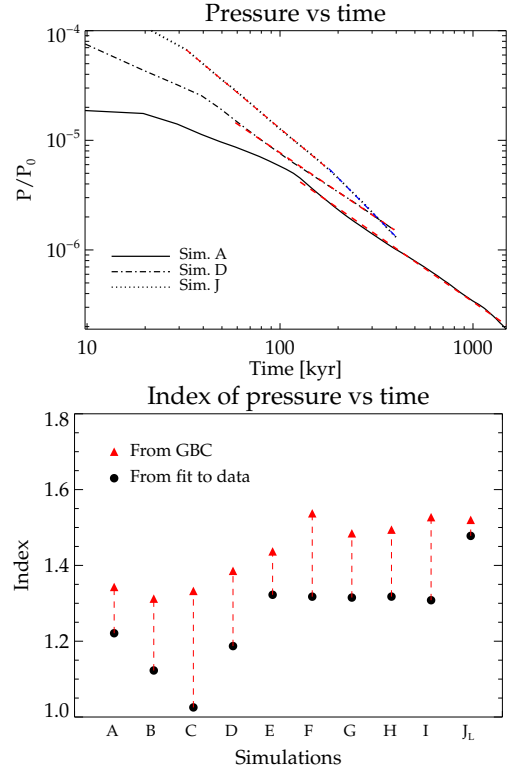 Pressure vs time
10⁻⁴
10⁻⁵
10⁻⁶
P/P₀
Sim. A
Sim. D
Sim. J
10 100 1000
Time [kyr]
Index of pressure vs time
1.8
1.6
1.4
1.2
1.0
Index
From GBC
From fit to data
A B C D E F G H I J_L
Simulations